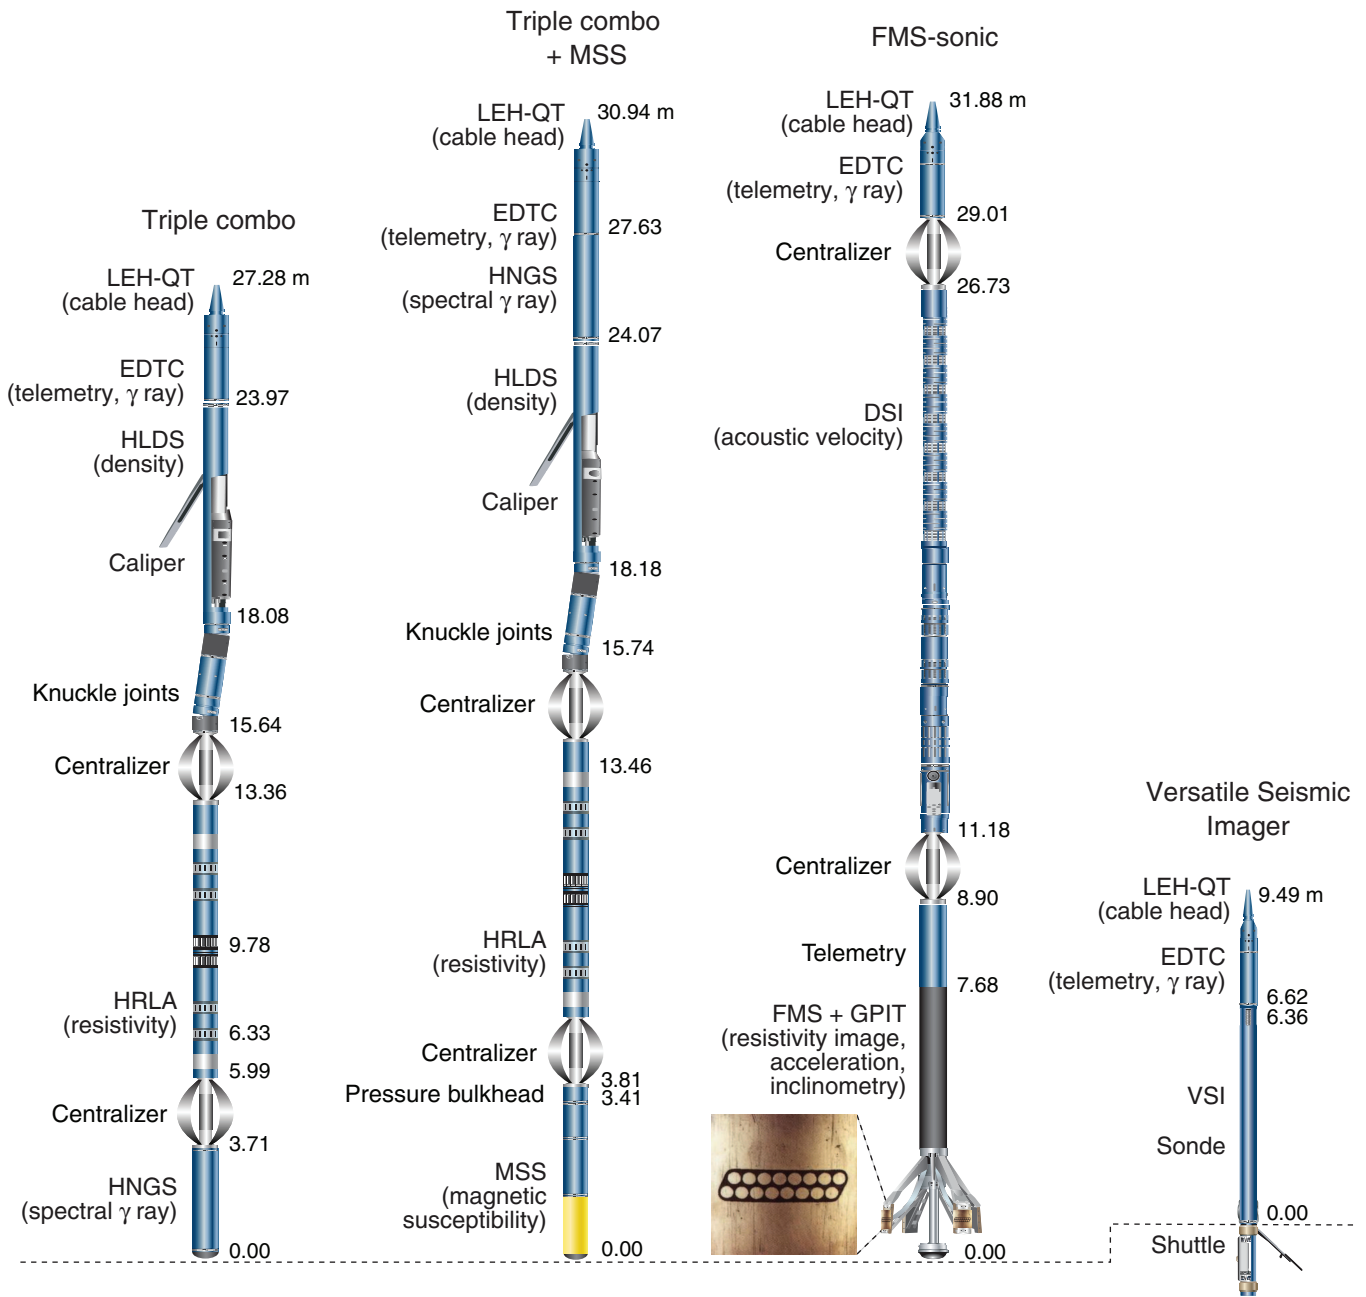 Triple combo
LEH-QT
(cable head)
27.28 m
EDTC
(telemetry, γ ray)
23.97
HLDS
(density)
Caliper
18.08
Knuckle joints
15.64
Centralizer
13.36
9.78
HRLA
(resistivity)
6.33
5.99
Centralizer
3.71
HNGS
(spectral γ ray)
0.00
Triple combo
+ MSS
LEH-QT
(cable head)
30.94 m
EDTC
(telemetry, γ ray)
27.63
HNGS
(spectral γ ray)
24.07
HLDS
(density)
Caliper
18.18
Knuckle joints
15.74
Centralizer
13.46
HRLA
(resistivity)
Centralizer
3.81
Pressure bulkhead
3.41
MSS
(magnetic
susceptibility)
0.00
FMS-sonic
LEH-QT
(cable head)
31.88 m
EDTC
(telemetry, γ ray)
29.01
Centralizer
26.73
DSI
(acoustic velocity)
11.18
Centralizer
8.90
Telemetry
7.68
FMS + GPIT
(resistivity image,
acceleration,
inclinometry)
0.00
Versatile Seismic
Imager
LEH-QT
(cable head)
9.49 m
EDTC
(telemetry, γ ray)
6.62
6.36
VSI
Sonde
0.00
Shuttle